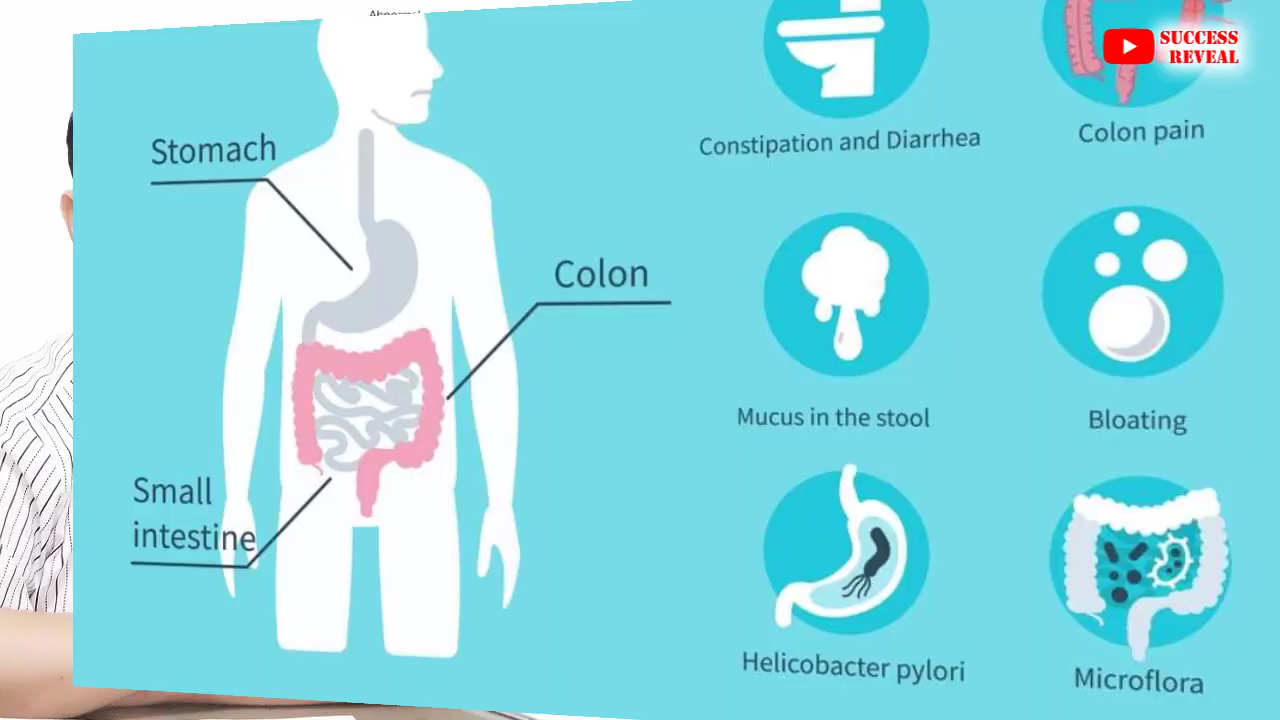 SUCCESS
REVEAL
Stomach
Colon
Small
intestine
Constipation and Diarrhea
Colon pain
Mucus in the stool
Bloating
Helicobacter pylori
Microflora